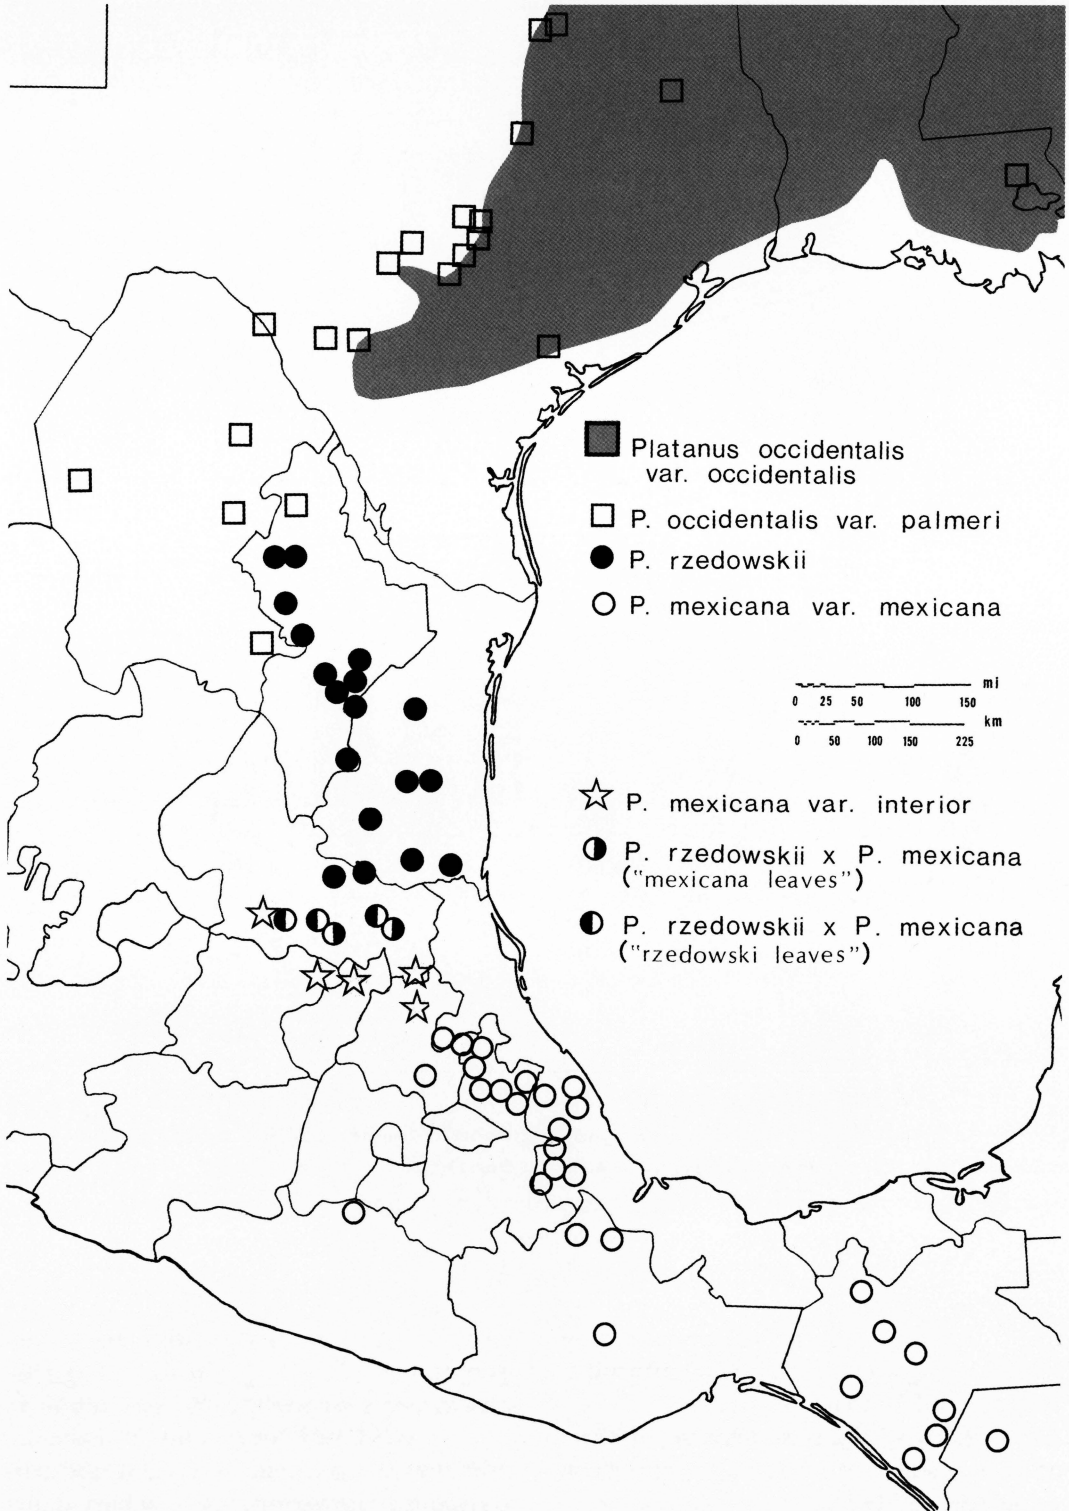 Platanus occidentalis
var. occidentalis
P. occidentalis var. palmeri
P. rzedowskii
P. mexicana var. mexicana
mi
0 25 50 100 150
km
0 50 100 150 225
P. mexicana var. interior
P. rzedowskii x P. mexicana
("mexicana leaves")
P. rzedowskii x P. mexicana
("rzedowski leaves")